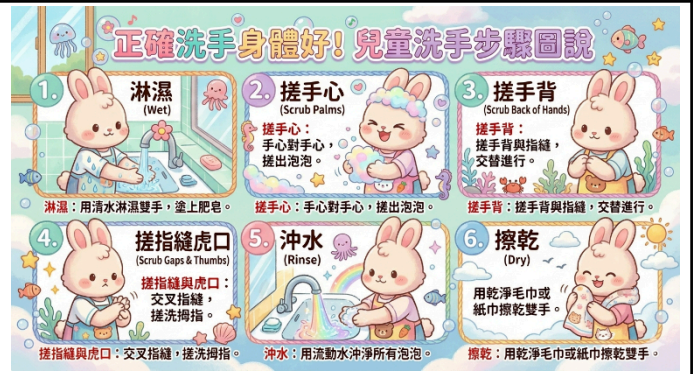 正確洗手身體好！兒童洗手步驟圖說
1.
淋濕
(Wet)
淋濕：用清水淋濕雙手，塗上肥皂。
2.
搓手心
(Scrub Palms)
搓手心：
手心對手心，
搓出泡泡。
搓手心：手心對手心，搓出泡泡。
3.
搓手背
(Scrub Back of Hands)
搓手背：
搓手背與指縫，
交替進行。
搓手背：搓手背與指縫，交替進行。
4.
搓指縫虎口
(Scrub Gaps & Thumbs)
搓指縫與虎口：
交叉指縫，
搓洗拇指。
搓指縫與虎口：交叉指縫，搓洗拇指。
5.
沖水
(Rinse)
沖水：用流動水沖淨所有泡泡。
6.
擦乾
(Dry)
用乾淨毛巾或
紙巾擦乾雙手。
擦乾：用乾淨毛巾或紙巾擦乾雙手。